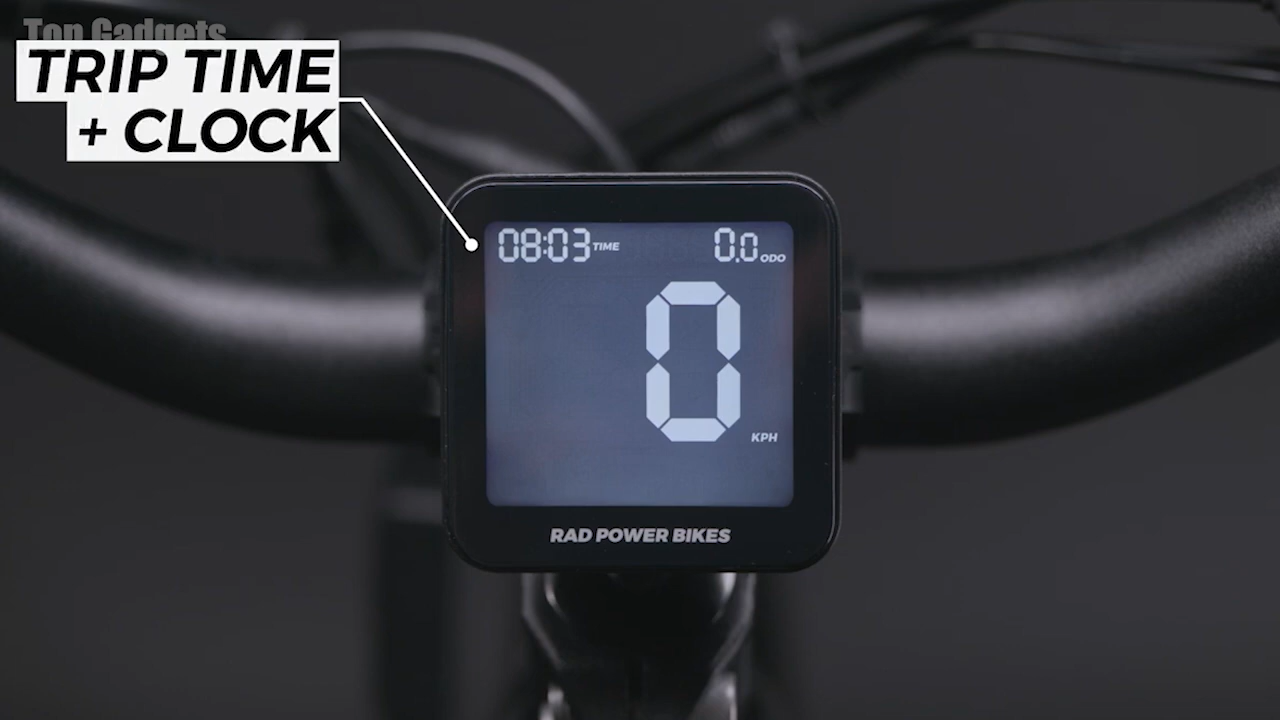 Top Gadgets
TRIP TIME
+ CLOCK
08:03 TIME
0.0 ODO
0
KPH
RAD POWER BIKES